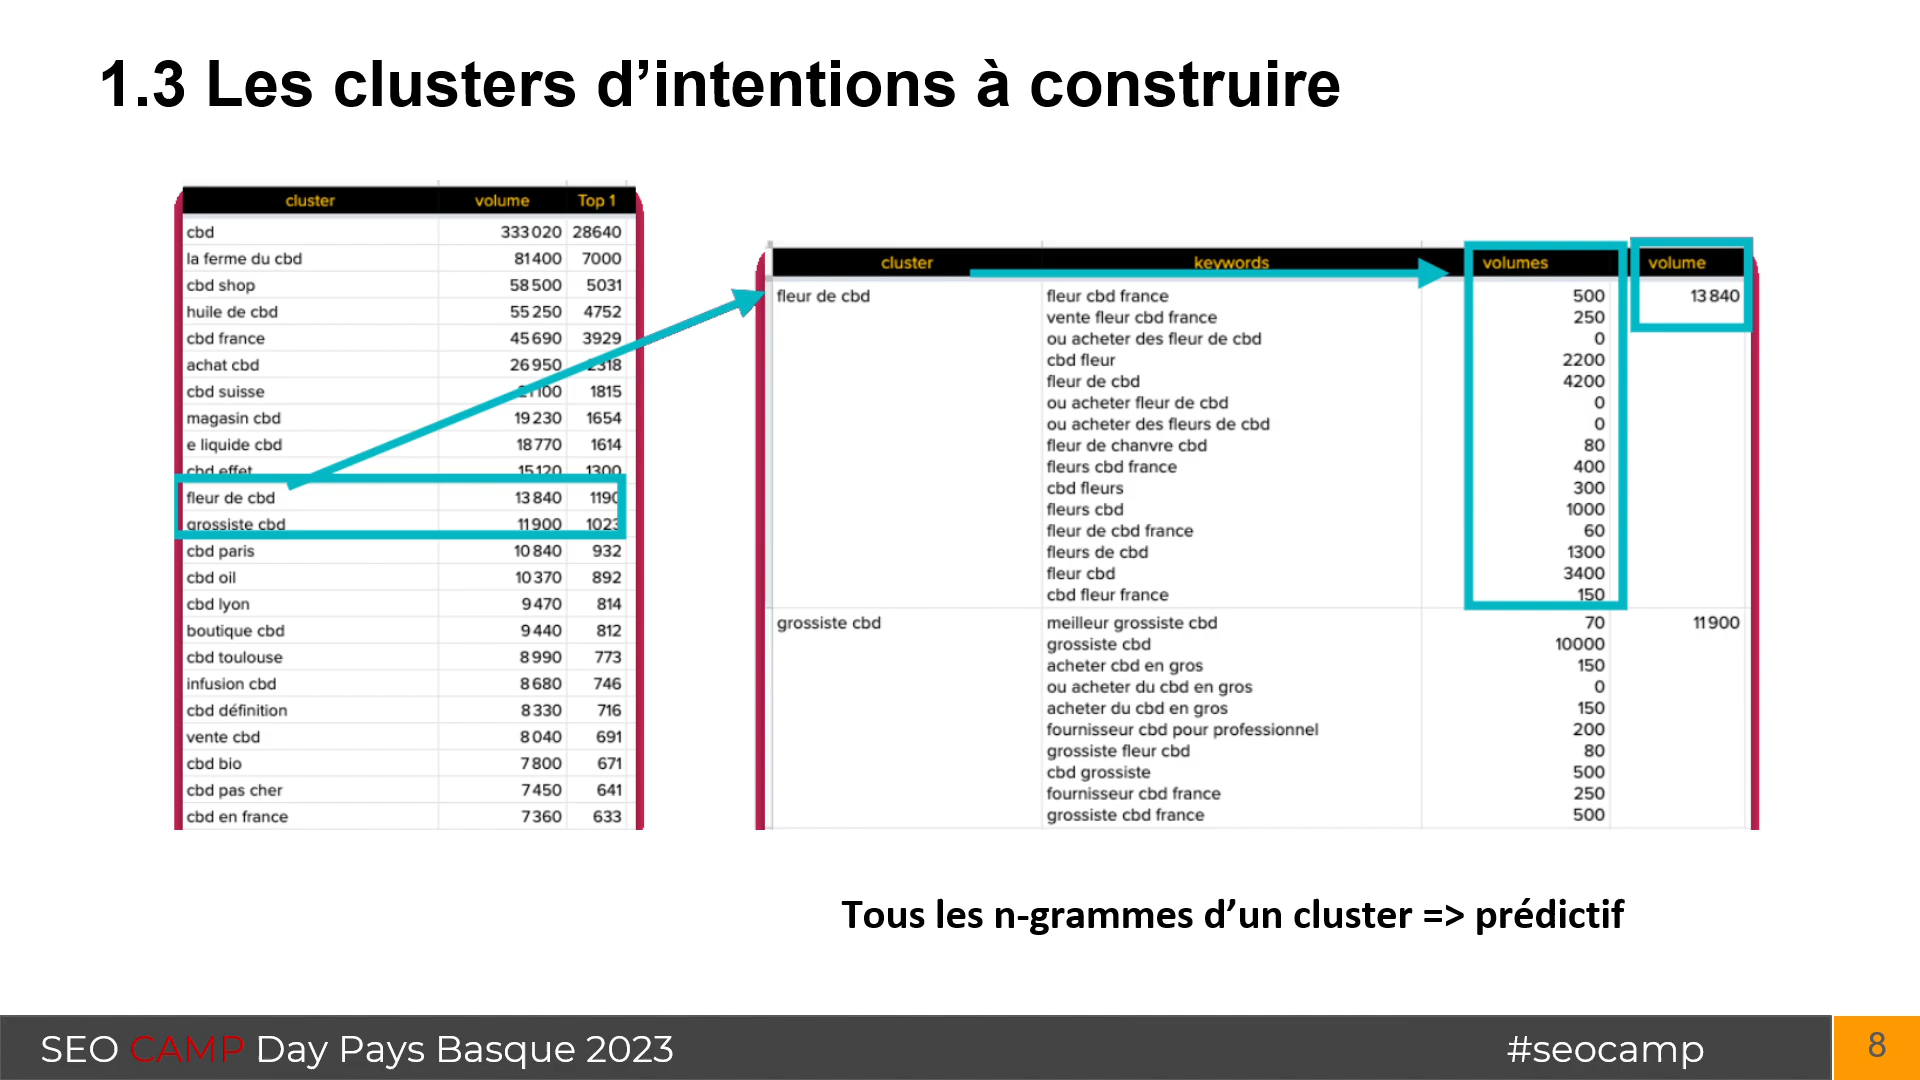 1.3 Les clusters d’intentions à construire
cluster volume Top 1
cbd 333020 28640
la ferme du cbd 81400 7000
cbd shop 58500 5031
huile de cbd 55250 4752
cbd france 45690 3929
achat cbd 26950 2318
cbd suisse 21100 1815
magasin cbd 19230 1654
e liquide cbd 18770 1614
cbd effet 15120 1300
fleur de cbd 13840 1190
grossiste cbd 11900 1023
cbd paris 10840 932
cbd oil 10370 892
cbd lyon 9470 814
boutique cbd 9440 812
cbd toulouse 8990 773
infusion cbd 8680 746
cbd définition 8330 716
vente cbd 8040 691
cbd bio 7800 671
cbd pas cher 7450 641
cbd en france 7360 633
cluster keywords volumes volume
fleur de cbd fleur cbd france 500 13840
vente fleur cbd france 250
ou acheter des fleur de cbd 0
cbd fleur 2200
fleur de cbd 4200
ou acheter fleur de cbd 0
ou acheter des fleurs de cbd 0
fleur de chanvre cbd 80
fleurs cbd france 400
cbd fleurs 300
fleurs cbd 1000
fleur de cbd france 60
fleurs de cbd 1300
fleur cbd 3400
cbd fleur france 150
grossiste cbd meilleur grossiste cbd 70 11900
grossiste cbd 10000
acheter cbd en gros 150
ou acheter du cbd en gros 0
acheter du cbd en gros 150
fournisseur cbd pour professionnel 200
grossiste fleur cbd 80
cbd grossiste 500
fournisseur cbd france 250
grossiste cbd france 500
Tous les n-grammes d’un cluster => prédictif
SEO CAMP Day Pays Basque 2023 #seocamp 8